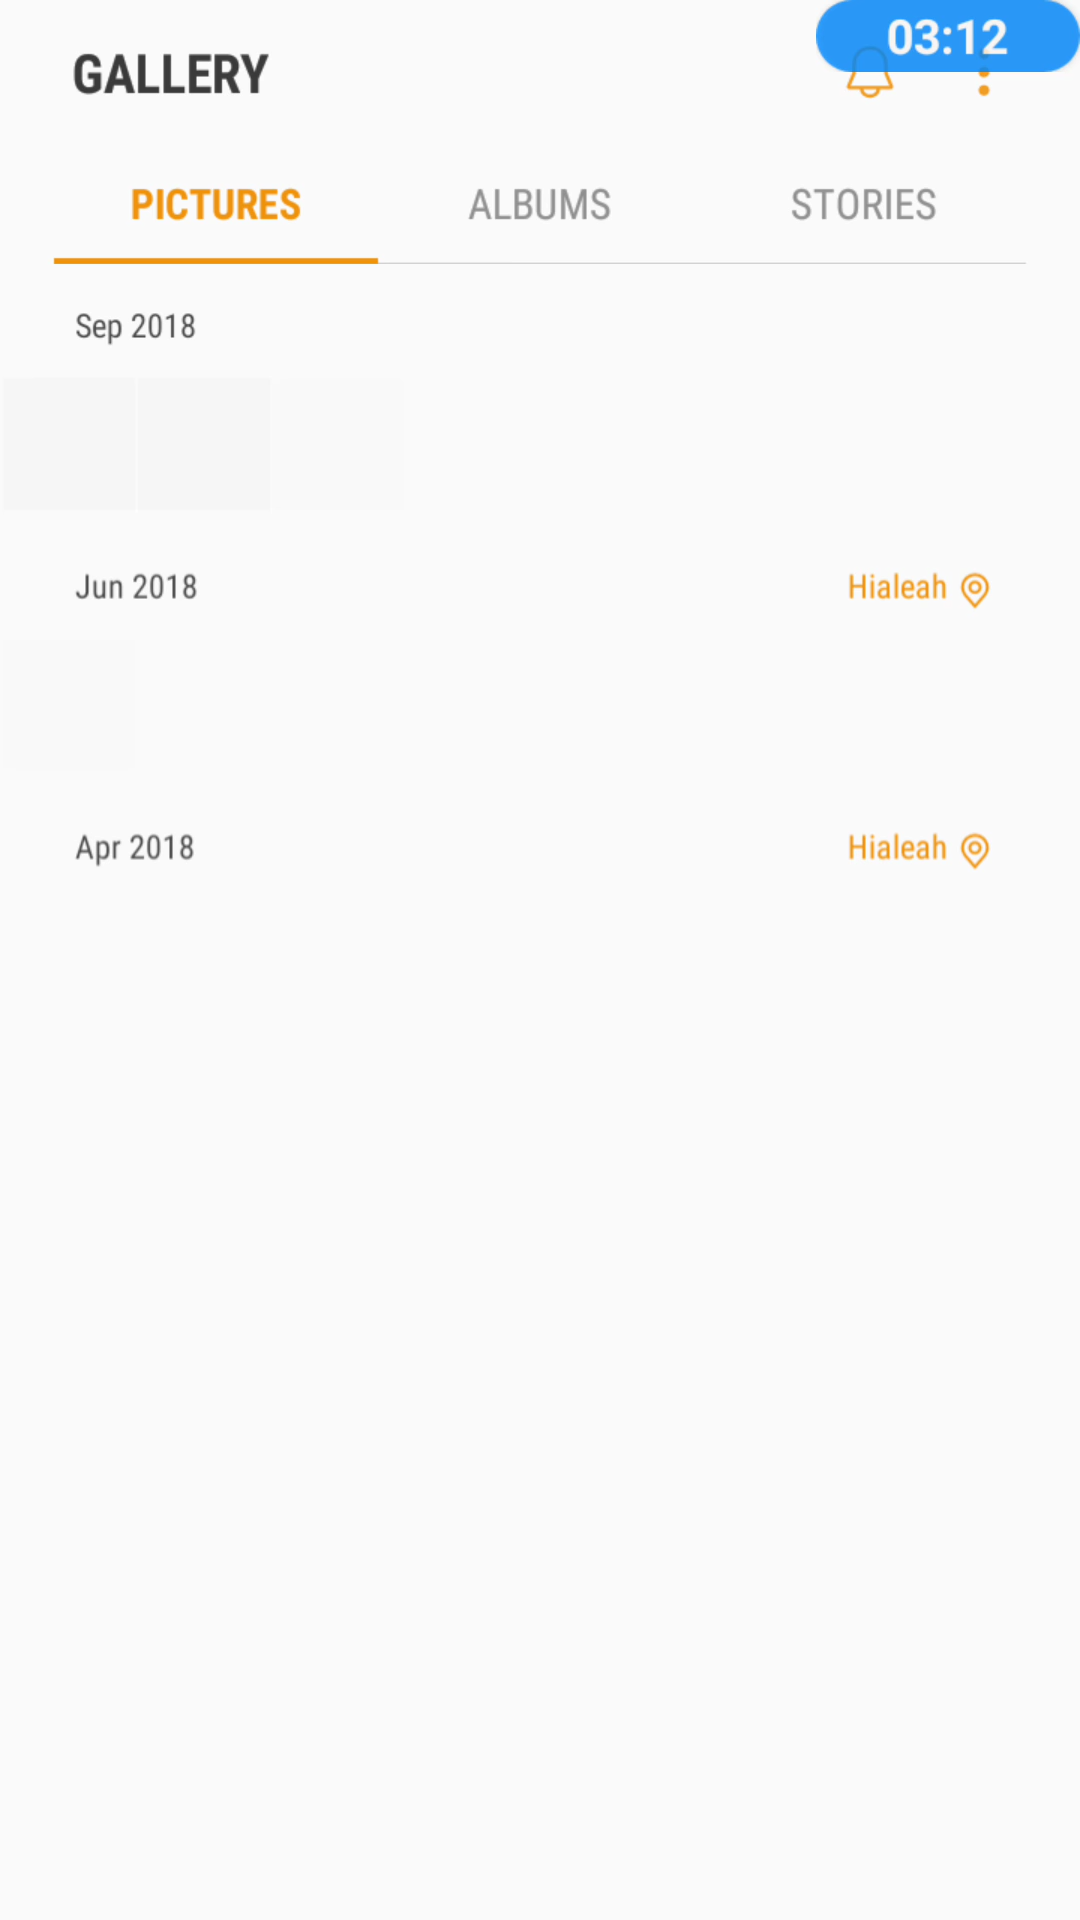 03:12
GALLERY
PICTURES ALBUMS STORIES
Sep 2018
Jun 2018 Hialeah
Apr 2018 Hialeah